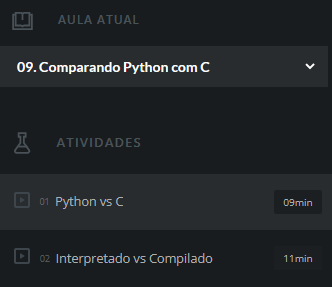 AULA ATUAL
09. Comparando Python com C
ATIVIDADES
01 Python vs C 09min
02 Interpretado vs Compilado 11min